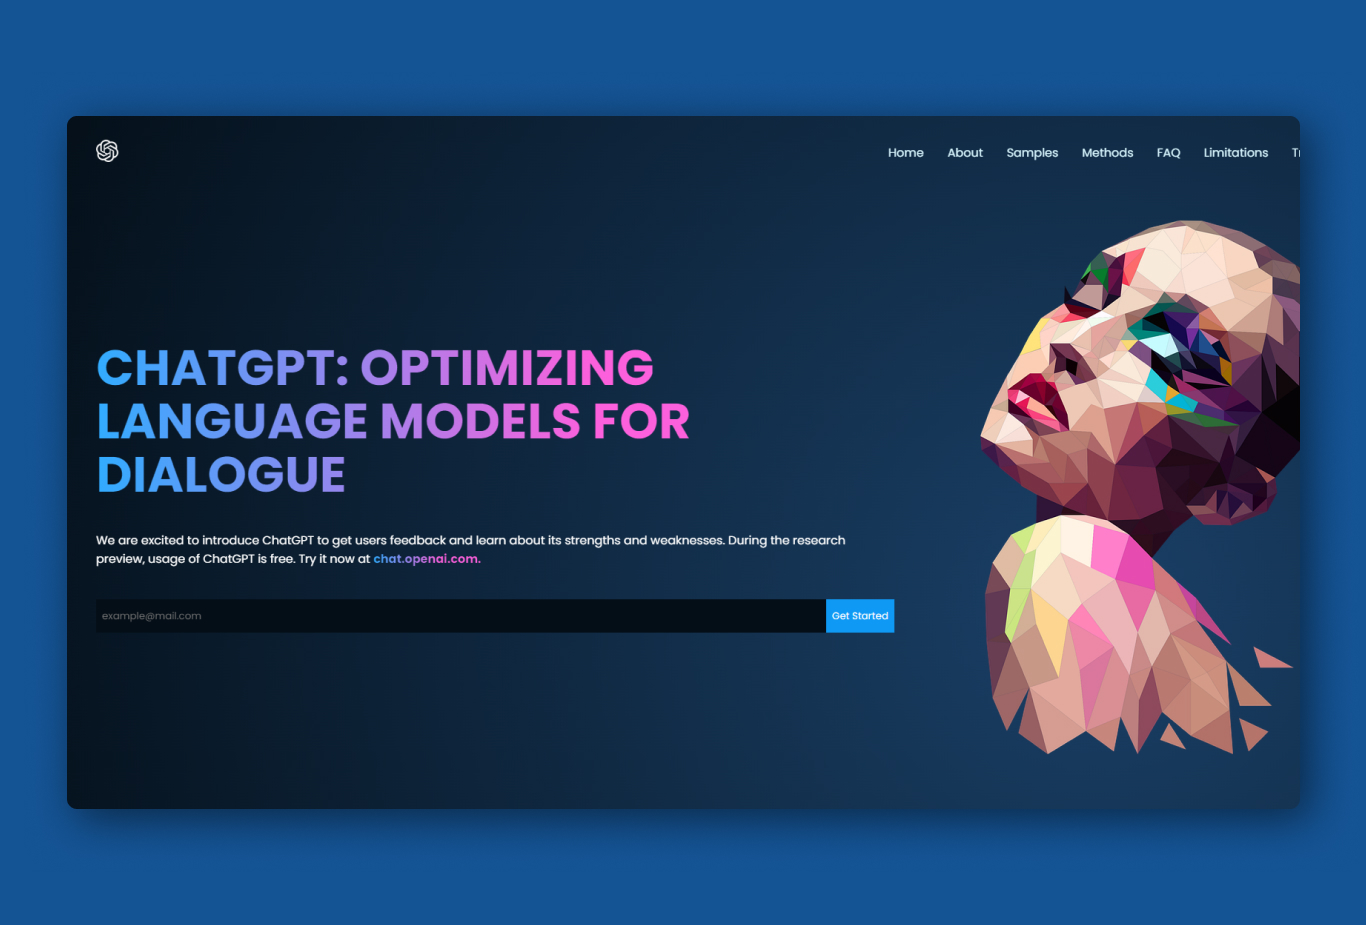 Home About Samples Methods FAQ Limitations
CHATGPT: OPTIMIZING
LANGUAGE MODELS FOR
DIALOGUE
We are excited to introduce ChatGPT to get users feedback and learn about its strengths and weaknesses. During the research
preview, usage of ChatGPT is free. Try it now at chat.openai.com.
example@mail.com Get Started